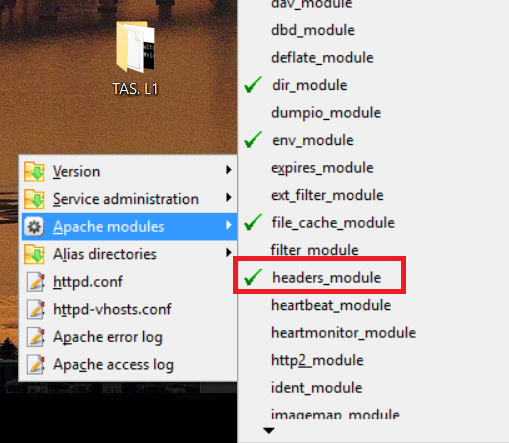 TAS. L1
Version
Service administration
Apache modules
Alias directories
httpd.conf
httpd-vhosts.conf
Apache error log
Apache access log
dav_module
dbd_module
deflate_module
dir_module
dumpio_module
env_module
expires_module
ext_filter_module
file_cache_module
filter_module
headers_module
heartbeat_module
heartmonitor_module
http2_module
ident_module
imagemap_module